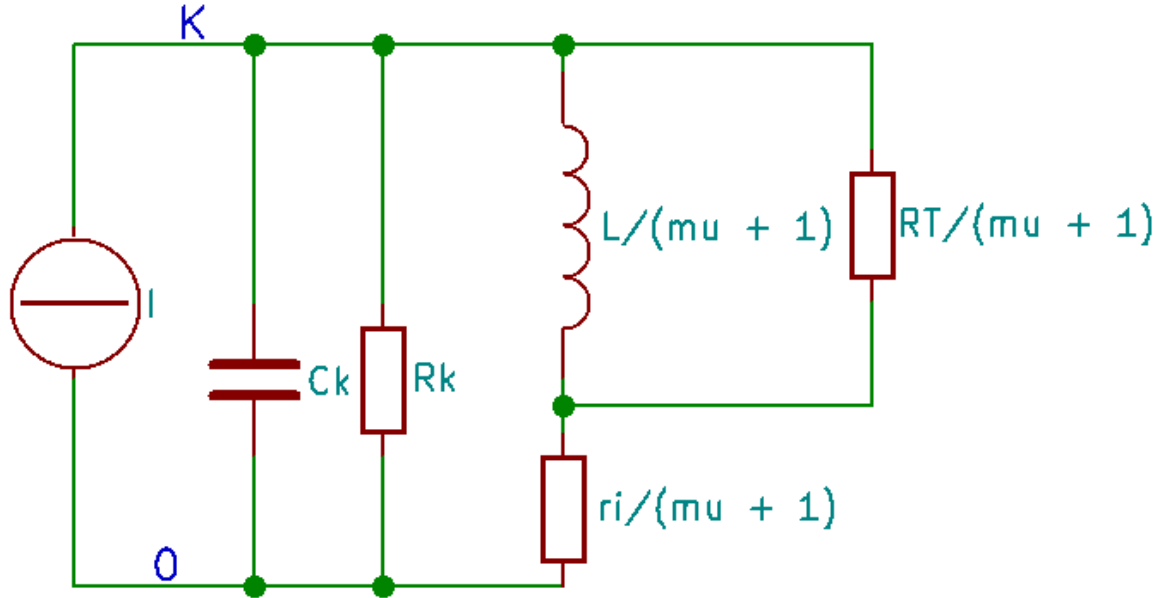 K
I
Ck
Rk
L/(mu + 1)
RT/(mu + 1)
ri/(mu + 1)
0